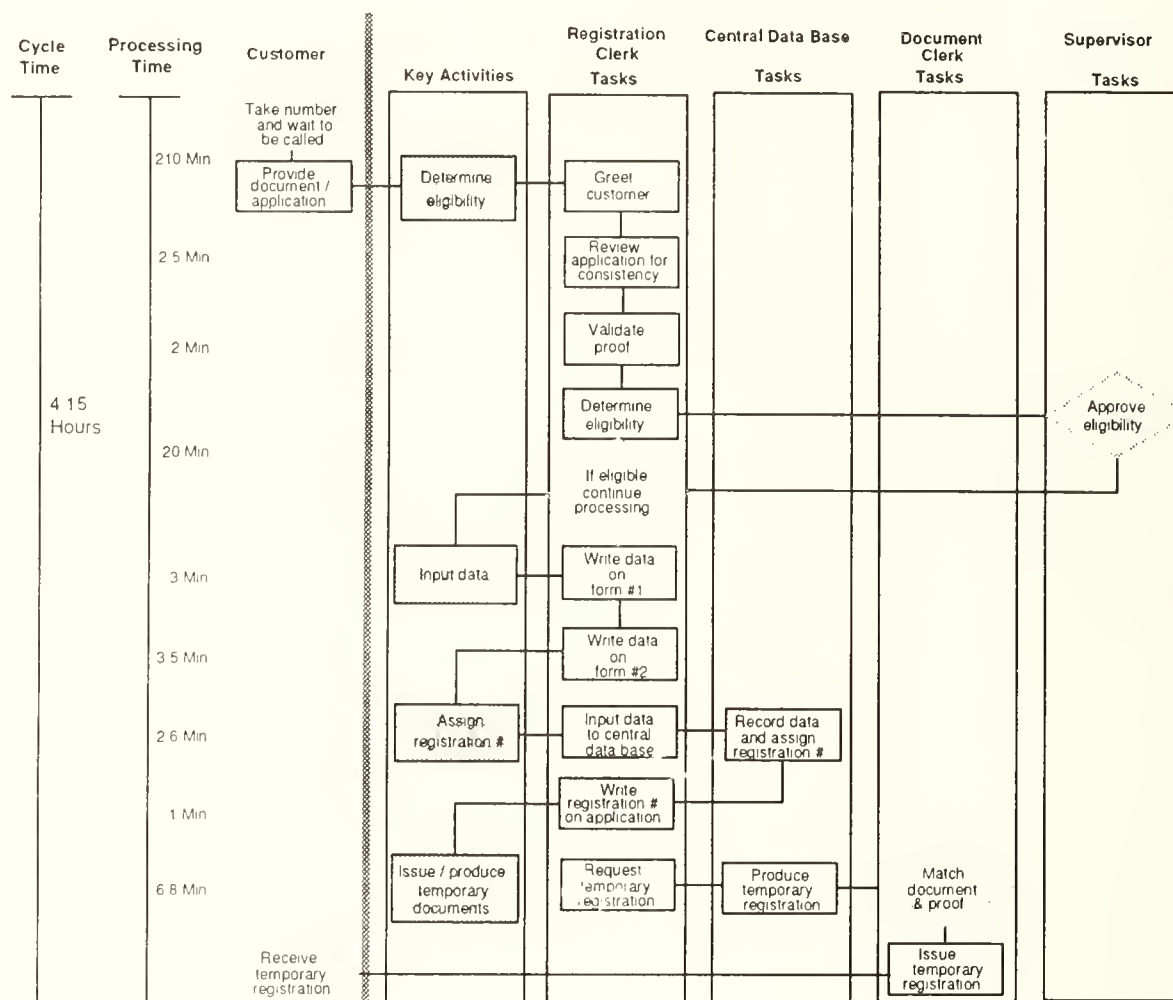 Cycle
Time
Processing
Time
Customer
Key Activities
Registration
Clerk
Tasks
Central Data Base
Tasks
Document
Clerk
Tasks
Supervisor
Tasks
Take number
and wait to
be called
210 Min
Provide
document /
application
Determine
eligibility
Greet
customer
2 5 Min
Review
application for
consistency
2 Min
Validate
proof
4 15
Hours
Determine
eligibility
Approve
eligibility
20 Min
If eligible
continue
processing
3 Min
Input data
Write data
on
form #1
3 5 Min
Write data
on
form #2
2 6 Min
Assign
registration #
Input data
to central
data base
Record data
and assign
registration #
1 Min
Write
registration #
on application
6 8 Min
Issue / produce
temporary
documents
Request
temporary
registration
Produce
temporary
registration
Match
document
& proof
Receive
temporary
registration
Issue
temporary
registration